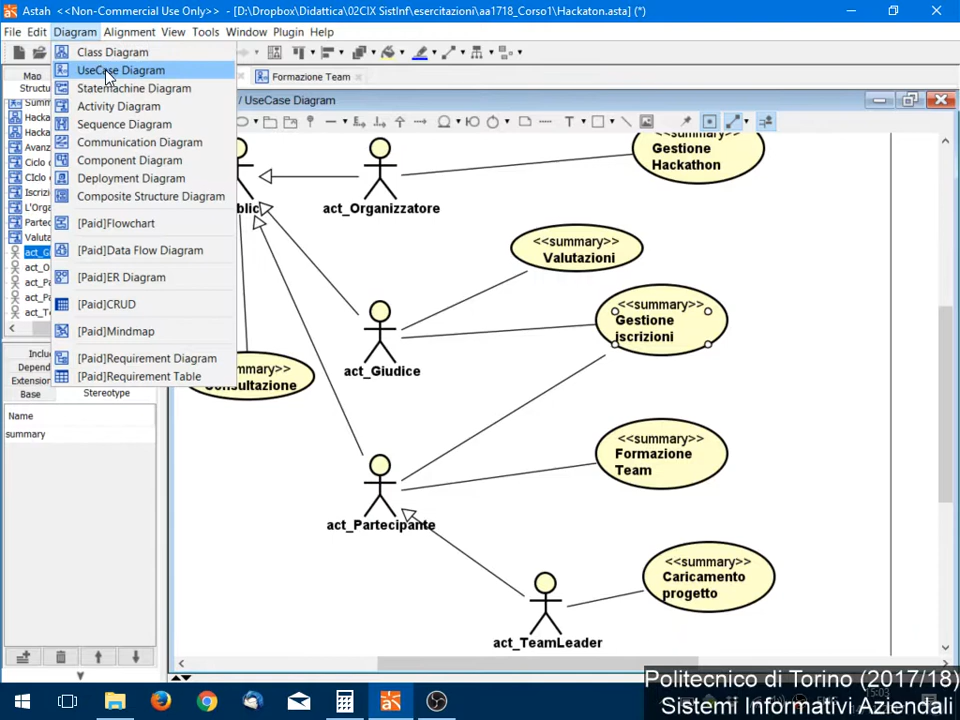 Astah <<Non-Commercial Use Only>> - [D:\Dropbox\Didattica\02CIX SistInf\esercitazioni\aa1718_Corso1\Hackaton.asta] (*)
File Edit Diagram Alignment View Tools Window Plugin Help
Class Diagram
UseCase Diagram
Statemachine Diagram
Activity Diagram
Sequence Diagram
Communication Diagram
Component Diagram
Deployment Diagram
Composite Structure Diagram
[Paid]Flowchart
[Paid]Data Flow Diagram
[Paid]ER Diagram
[Paid]CRUD
[Paid]Mindmap
[Paid]Requirement Diagram
[Paid]Requirement Table
Map
Structu
Summ
Hacka
Hacka
Avanz
Ciclo
CIclo
Iscriz
L'Orga
Partec
Valuta
act_Gi
act_O
act_Pa
act_Pa
act_Te
Inclu
Depend
Extension
Base
Stereotype
Name
summary
Formazione Team
/ UseCase Diagram
<<summary>>
Gestione
Hackathon
act_Organizzatore
<<summary>>
Valutazioni
<<summary>>
Gestione
iscrizioni
act_Giudice
mmary>>
Consultazione
<<summary>>
Formazione
Team
act_Partecipante
<<summary>>
Caricamento
progetto
act_TeamLeader
Politecnico di Torino (2017/18)
Sistemi Informativi Aziendali